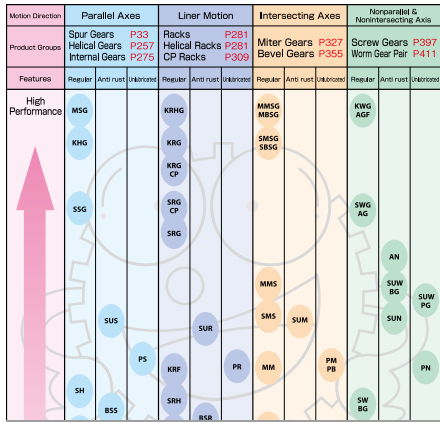 Motion Direction Parallel Axes Liner Motion Intersecting Axes Nonparallel & Nonintersecting Axis
Product Groups
Spur Gears P33
Helical Gears P257
Internal Gears P275
Racks P281
Helical Racks P281
CP Racks P309
Miter Gears P327
Bevel Gears P355
Screw Gears P397
Worm Gear Pair P411
Features Regular Anti rust Unlubricated Regular Anti rust Unlubricated Regular Anti rust Unlubricated Regular Anti rust Unlubricated
High
Performance
MSG KRHG MMSG KWG
MBSG AGF
KHG KRG SMSG
SBSG
KRG
CP
SSG SRG SWG
CP AG
SRG
AN
MMS SUW
BG
SUW
PG
SUS SUR SMS SUM SUN
PS KRF PR MM PM PN
PB
SH SRH SW
BG
BSS BSR